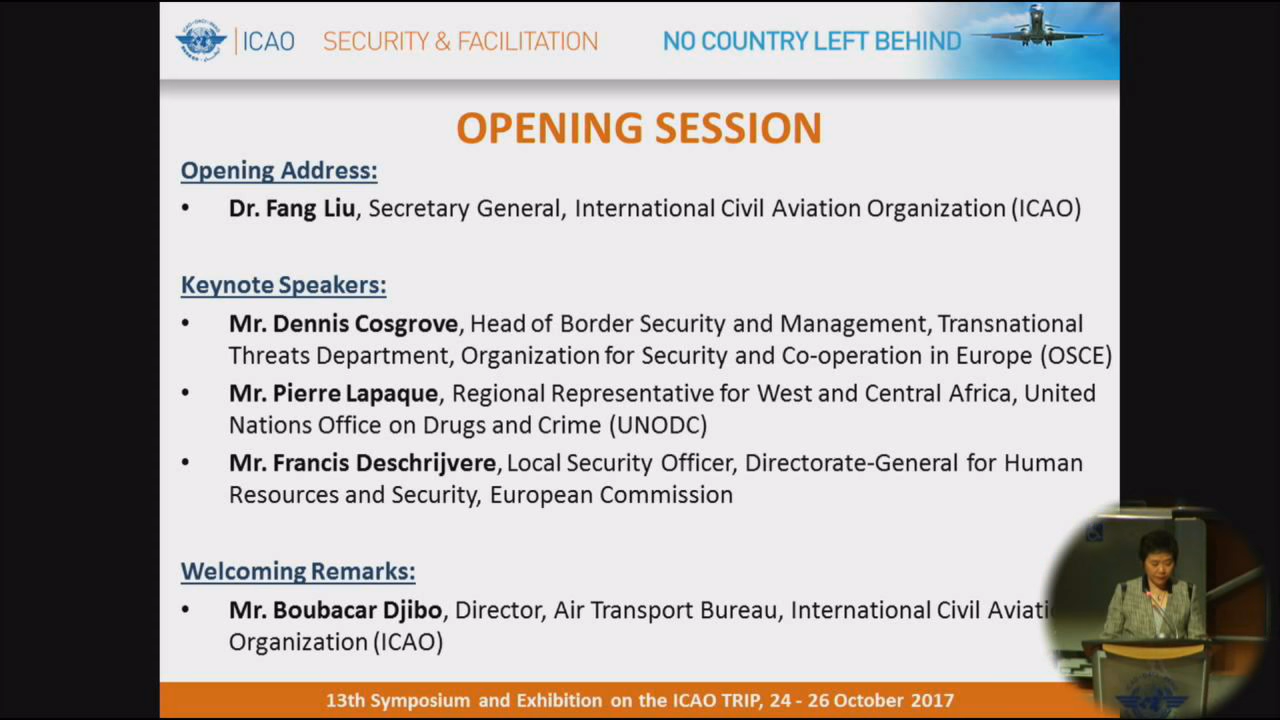 ICAO SECURITY & FACILITATION NO COUNTRY LEFT BEHIND
OPENING SESSION
Opening Address:
• Dr. Fang Liu, Secretary General, International Civil Aviation Organization (ICAO)
Keynote Speakers:
• Mr. Dennis Cosgrove, Head of Border Security and Management, Transnational
Threats Department, Organization for Security and Co-operation in Europe (OSCE)
• Mr. Pierre Lapaque, Regional Representative for West and Central Africa, United
Nations Office on Drugs and Crime (UNODC)
• Mr. Francis Deschrijvere, Local Security Officer, Directorate-General for Human
Resources and Security, European Commission
Welcoming Remarks:
• Mr. Boubacar Djibo, Director, Air Transport Bureau, International Civil Aviatio
Organization (ICAO)
13th Symposium and Exhibition on the ICAO TRIP, 24 - 26 October 2017